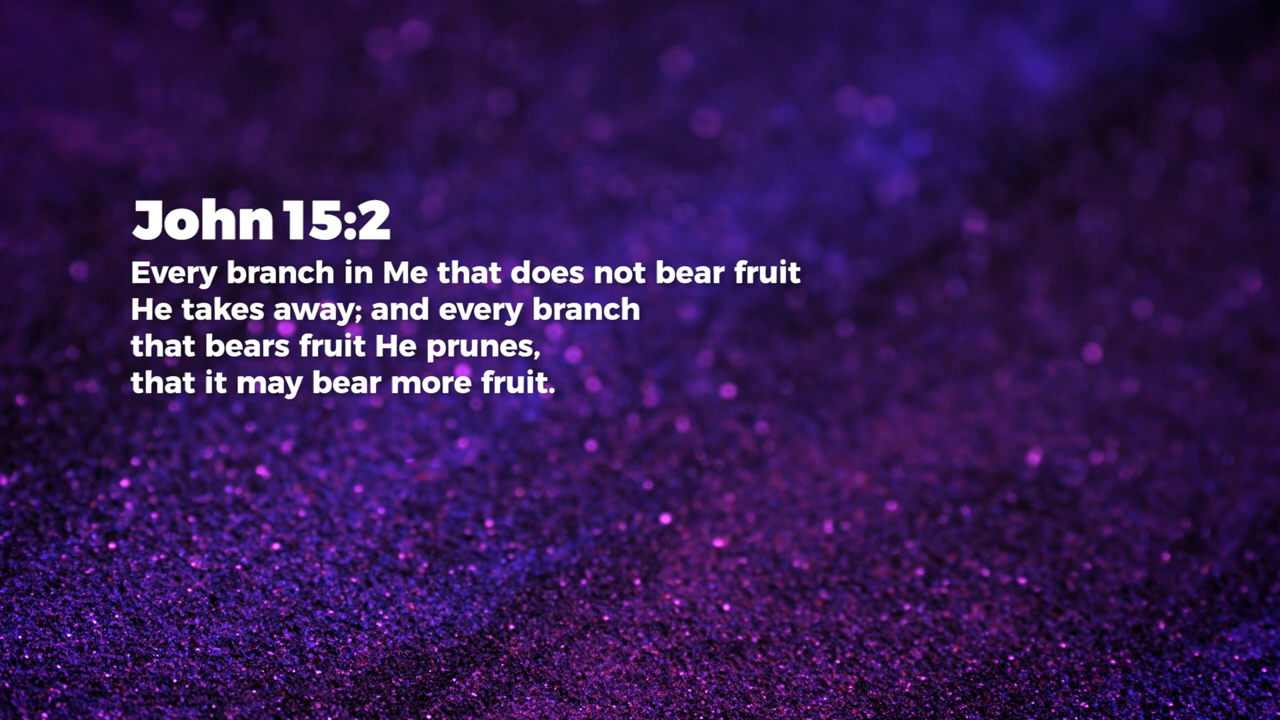 John 15:2
Every branch in Me that does not bear fruit
He takes away; and every branch
that bears fruit He prunes,
that it may bear more fruit.